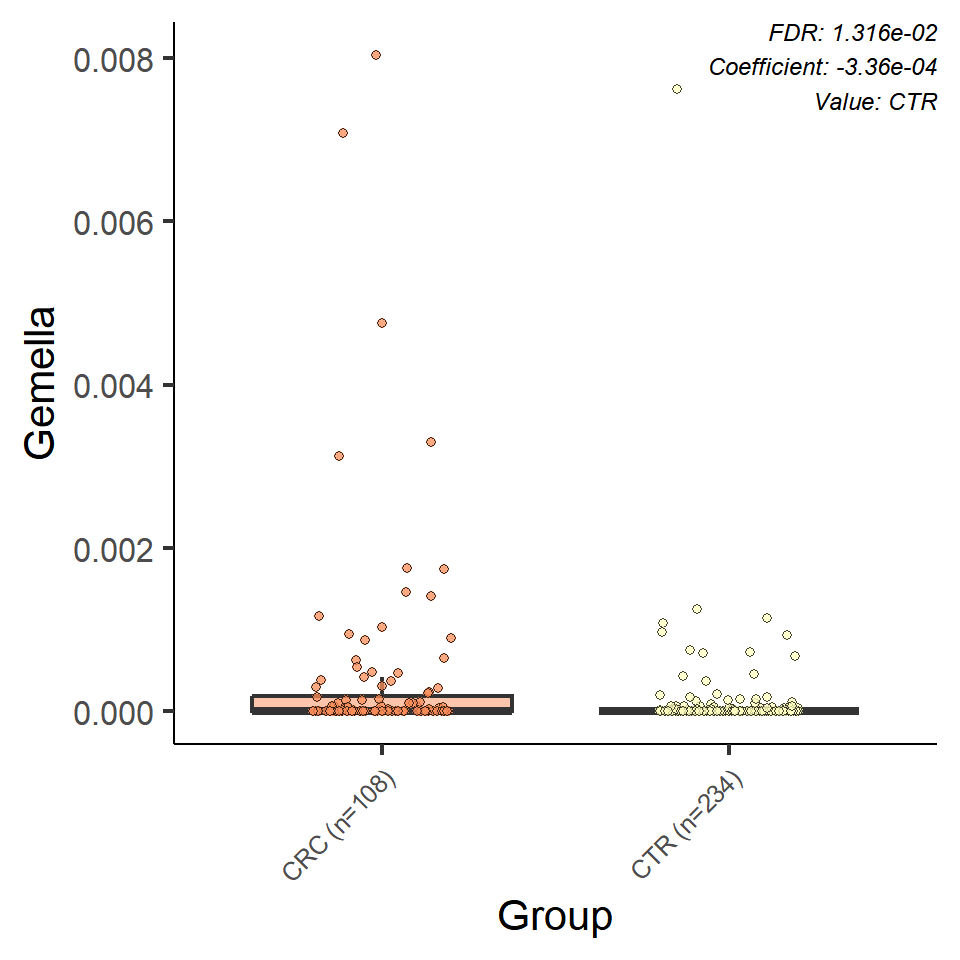 FDR: 1.316e-02
Coefficient: -3.36e-04
Value: CTR
0.008
0.006
0.004
0.002
0.000
Gemella
CRC (n=108)
CTR (n=234)
Group